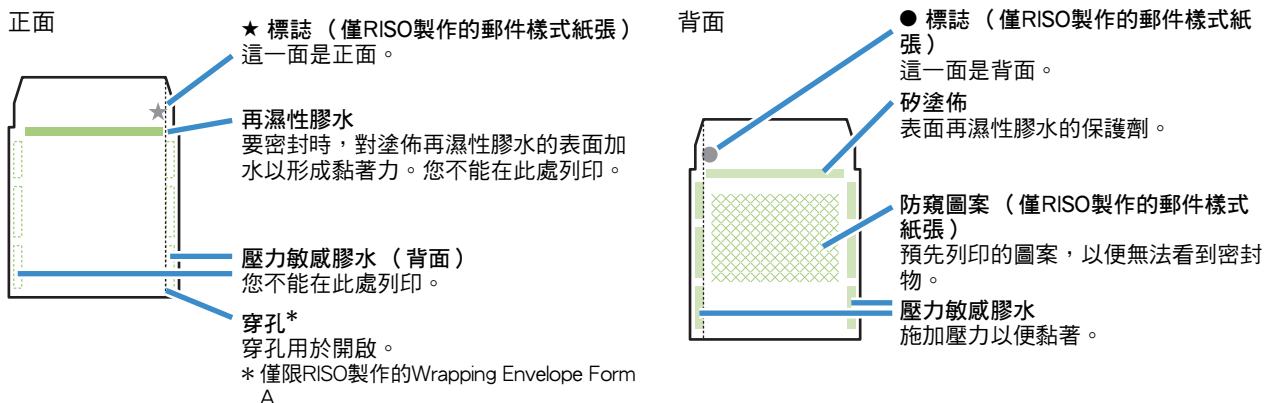 正面
★ 標誌（僅RISO製作的郵件樣式紙張）
這一面是正面。
再濕性膠水
要密封時，對塗佈再濕性膠水的表面加
水以形成黏著力。您不能在此處列印。
壓力敏感膠水（背面）
您不能在此處列印。
穿孔*
穿孔用於開啟。
* 僅限RISO製作的Wrapping Envelope Form
A
背面
● 標誌（僅RISO製作的郵件樣式紙
張）
這一面是背面。
矽塗佈
表面再濕性膠水的保護劑。
防窺圖案（僅RISO製作的郵件樣式
紙張）
預先列印的圖案，以便無法看到密封
物。
壓力敏感膠水
施加壓力以便黏著。